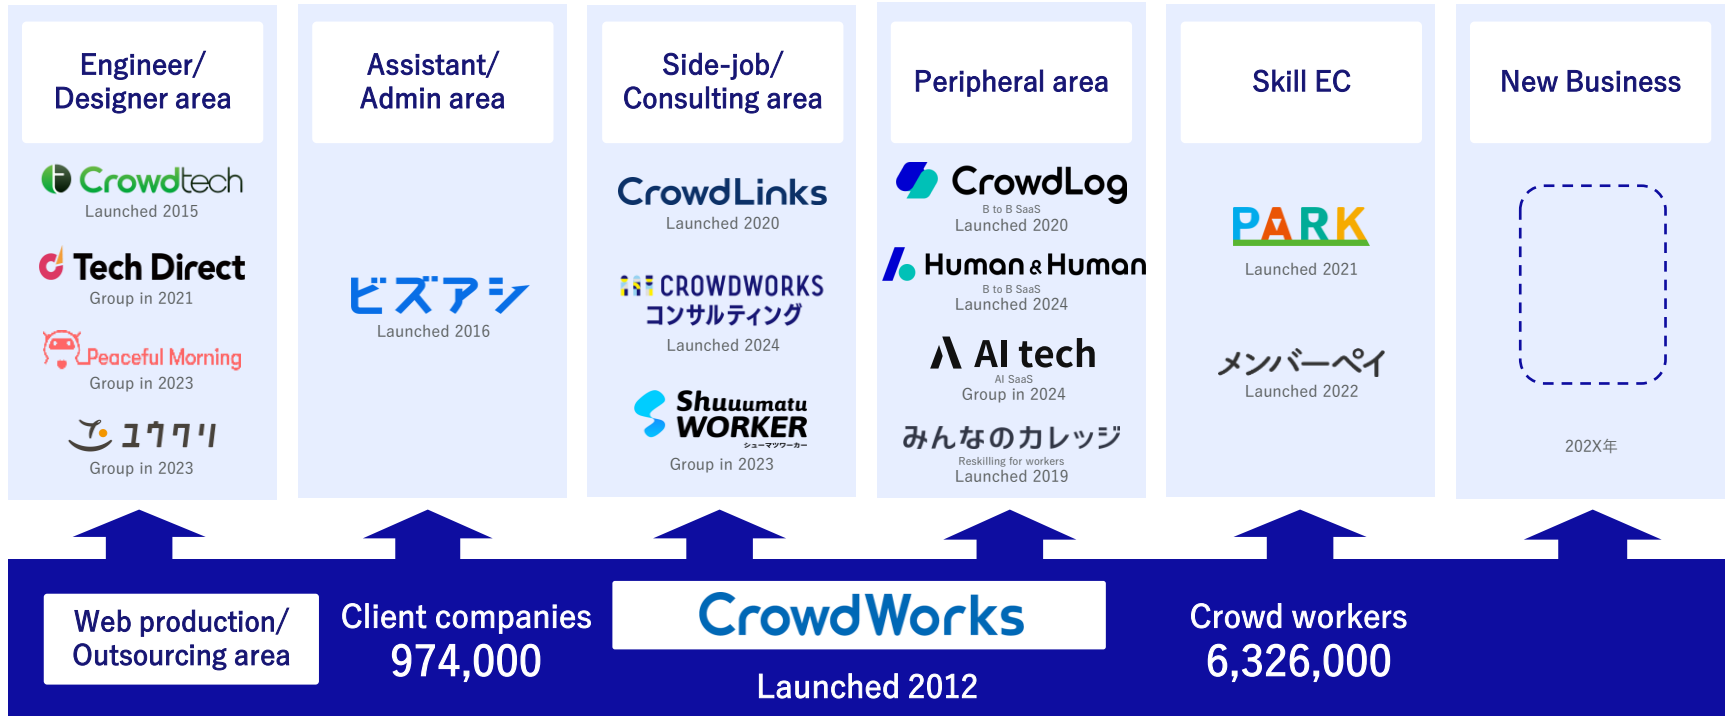 Engineer/
Designer area
Crowdtech
Launched 2015
Tech Direct
Group in 2021
Peaceful Morning
Group in 2023
ユウクリ
Group in 2023
Assistant/
Admin area
ビズアシ
Launched 2016
Side-job/
Consulting area
CrowdLinks
Launched 2020
CROWDWORKS
コンサルティング
Launched 2024
Shuuumatu
WORKER
シューマツワーカー
Group in 2023
Peripheral area
CrowdLog
B to B SaaS
Launched 2020
Human & Human
B to B SaaS
Launched 2024
AI tech
AI SaaS
Group in 2024
みんなのカレッジ
Reskilling for workers
Launched 2019
Skill EC
PARK
Launched 2021
メンバーペイ
Launched 2022
New Business
202X年
Web production/
Outsourcing area
Client companies
974,000
CrowdWorks
Launched 2012
Crowd workers
6,326,000